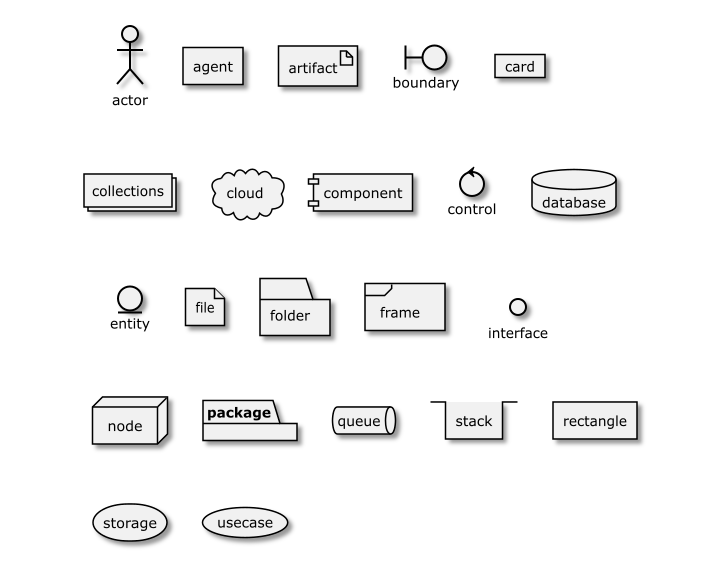 actor
agent
artifact
boundary
card
collections
cloud
component
control
database
entity
file
folder
frame
interface
node
package
queue
stack
rectangle
storage
usecase